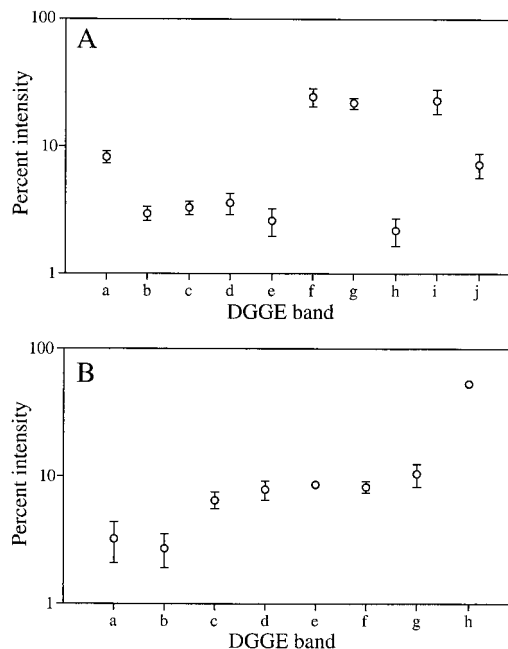 100
A
Percent intensity
10
1
a b c d e f g h i j
DGGE band
100
B
Percent intensity
10
1
a b c d e f g h
DGGE band